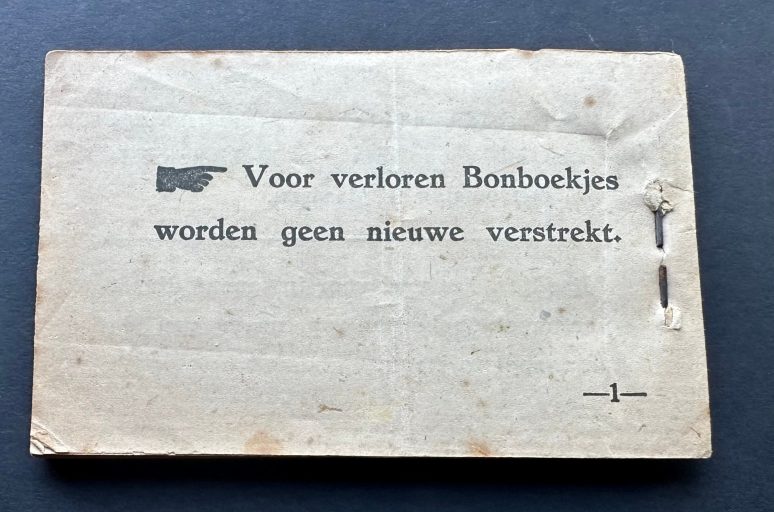 Voor verloren Bonboekjes
worden geen nieuwe verstrekt.
—1—